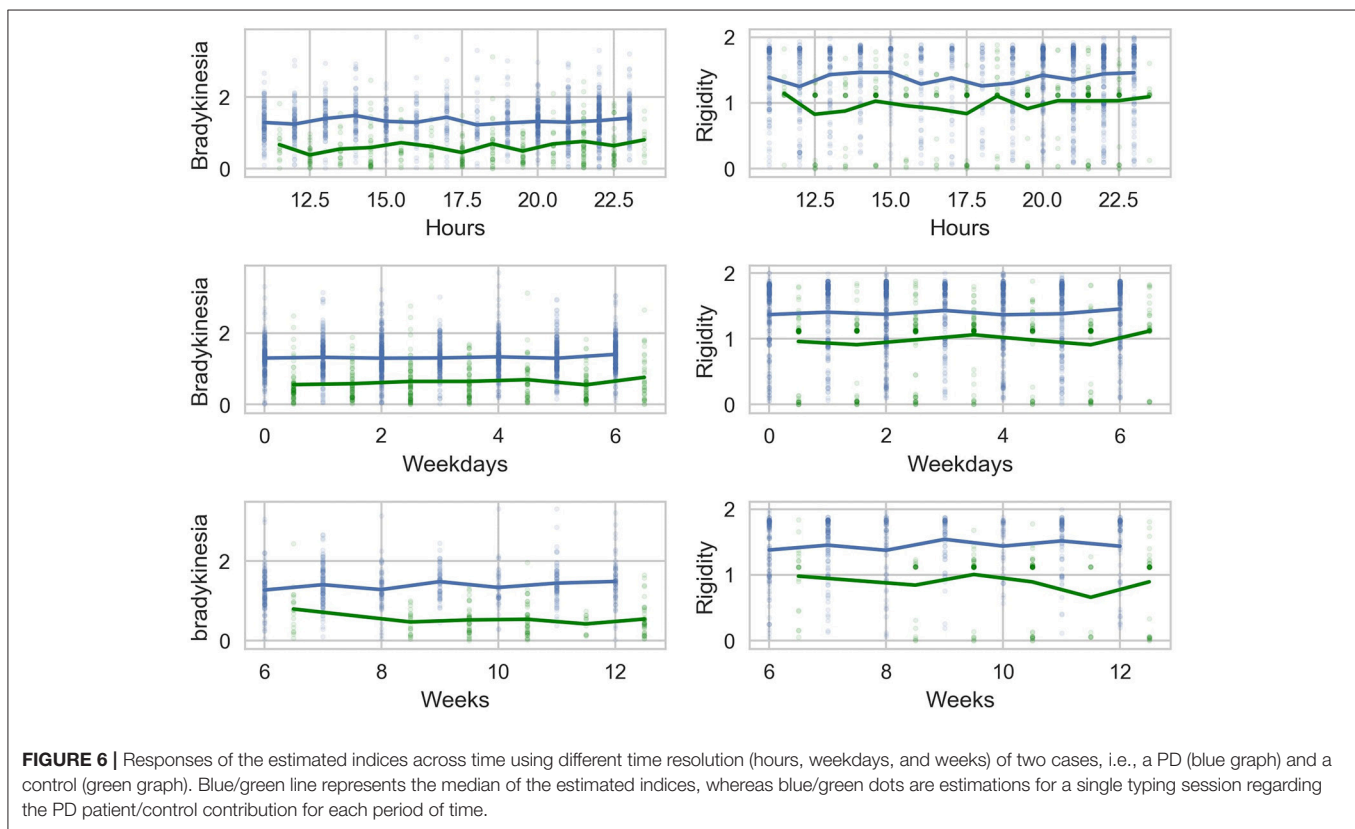 Bradykinesia
2
0
12.5 15.0 17.5 20.0 22.5
Hours
Rigidity
2
1
0
12.5 15.0 17.5 20.0 22.5
Hours
Bradykinesia
2
0
0 2 4 6
Weekdays
Rigidity
2
1
0
0 2 4 6
Weekdays
bradykinesia
2
0
6 8 10 12
Weeks
Rigidity
2
1
0
6 8 10 12
Weeks
FIGURE 6 | Responses of the estimated indices across time using different time resolution (hours, weekdays, and weeks) of two cases, i.e., a PD (blue graph) and a
control (green graph). Blue/green line represents the median of the estimated indices, whereas blue/green dots are estimations for a single typing session regarding
the PD patient/control contribution for each period of time.